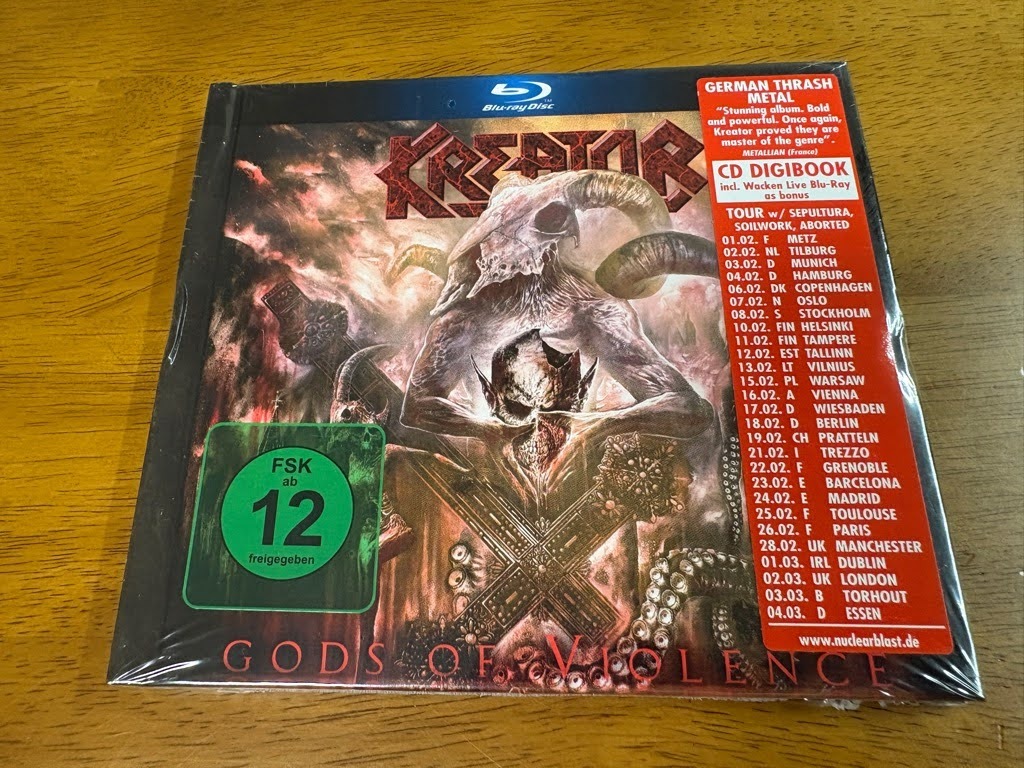 Blu-ray Disc™
KREATOR
GERMAN THRASH
METAL
"Stunning album. Bold
and powerful. Once again,
Kreator proved they are
master of the genre".
METALLIAN (France)
CD DIGIBOOK
incl. Wacken Live Blu-Ray
as bonus
TOUR w/ SEPULTURA,
SOILWORK, ABORTED
01.02. F METZ
02.02. NL TILBURG
03.02. D MUNICH
04.02. D HAMBURG
06.02. DK COPENHAGEN
07.02. N OSLO
08.02. S STOCKHOLM
10.02. FIN HELSINKI
11.02. FIN TAMPERE
12.02. EST TALLINN
13.02. LT VILNIUS
15.02. PL WARSAW
16.02. A VIENNA
17.02. D WIESBADEN
18.02. D BERLIN
19.02. CH PRATTELN
21.02. I TREZZO
22.02. F GRENOBLE
23.02. E BARCELONA
24.02. E MADRID
25.02. F TOULOUSE
26.02. F PARIS
28.02. UK MANCHESTER
01.03. IRL DUBLIN
02.03. UK LONDON
03.03. B TORHOUT
04.03. D ESSEN
www.nuclearblast.de
FSK
ab
12
freigegeben
GODS OF VIOLENCE